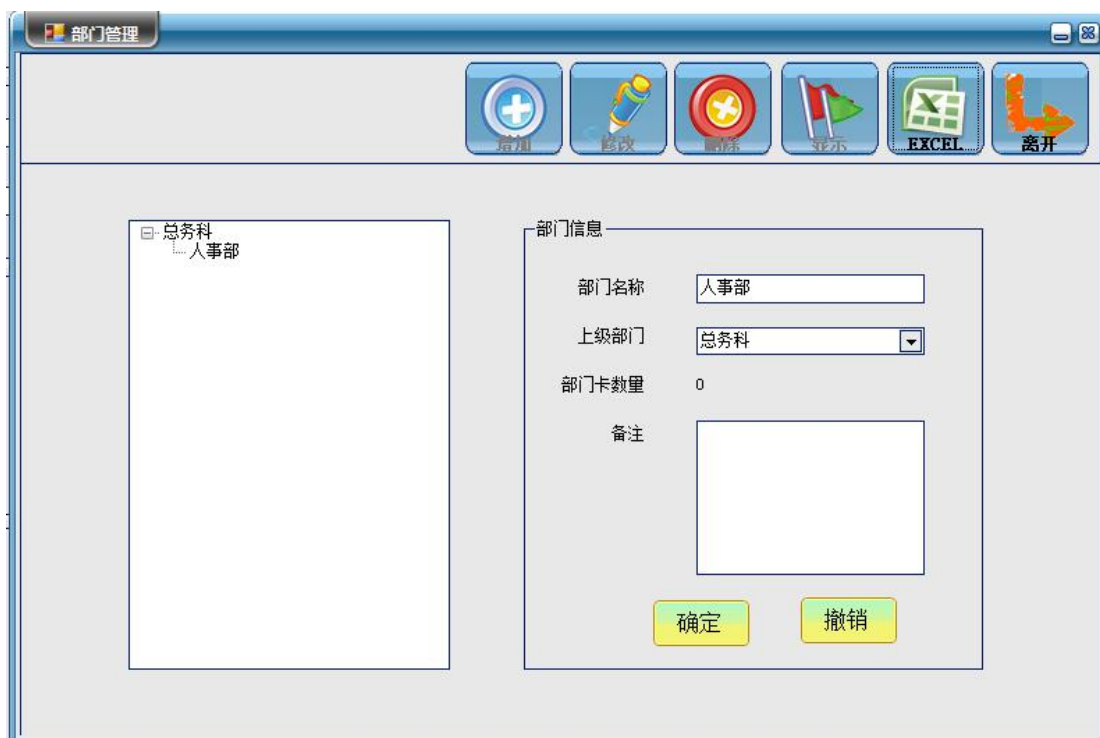 部门管理
增加 修改 删除 显示 EXCEL 离开
总务科
人事部
部门信息
部门名称 人事部
上级部门 总务科
部门卡数量 0
备注
确定 撤销